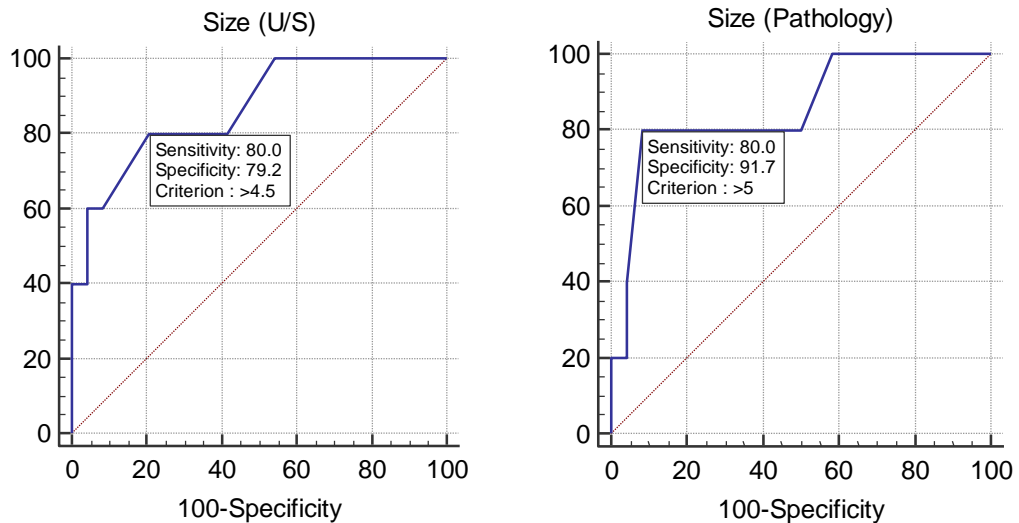 Size (U/S)
100
80
60
40
20
0
Sensitivity: 80.0
Specificity: 79.2
Criterion : >4.5
0 20 40 60 80 100
100-Specificity
Size (Pathology)
100
80
60
40
20
0
Sensitivity: 80.0
Specificity: 91.7
Criterion : >5
0 20 40 60 80 100
100-Specificity